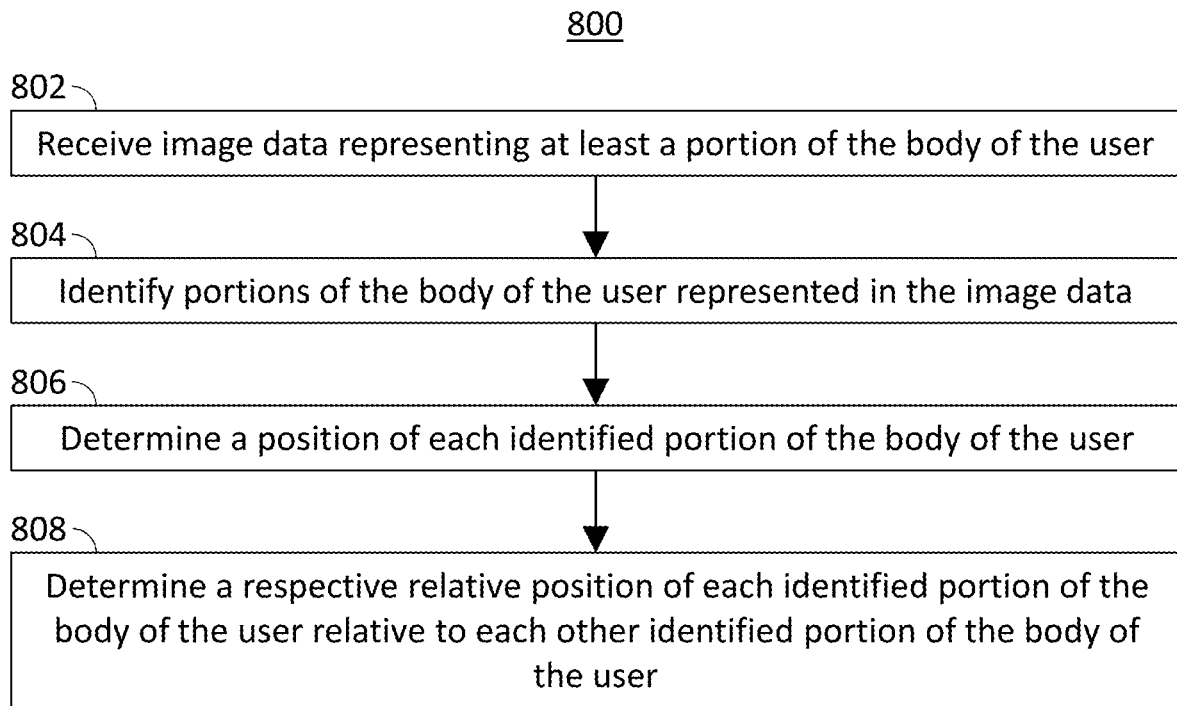 800
802
Receive image data representing at least a portion of the body of the user
804
Identify portions of the body of the user represented in the image data
806
Determine a position of each identified portion of the body of the user
808
Determine a respective relative position of each identified portion of the
body of the user relative to each other identified portion of the body of
the user